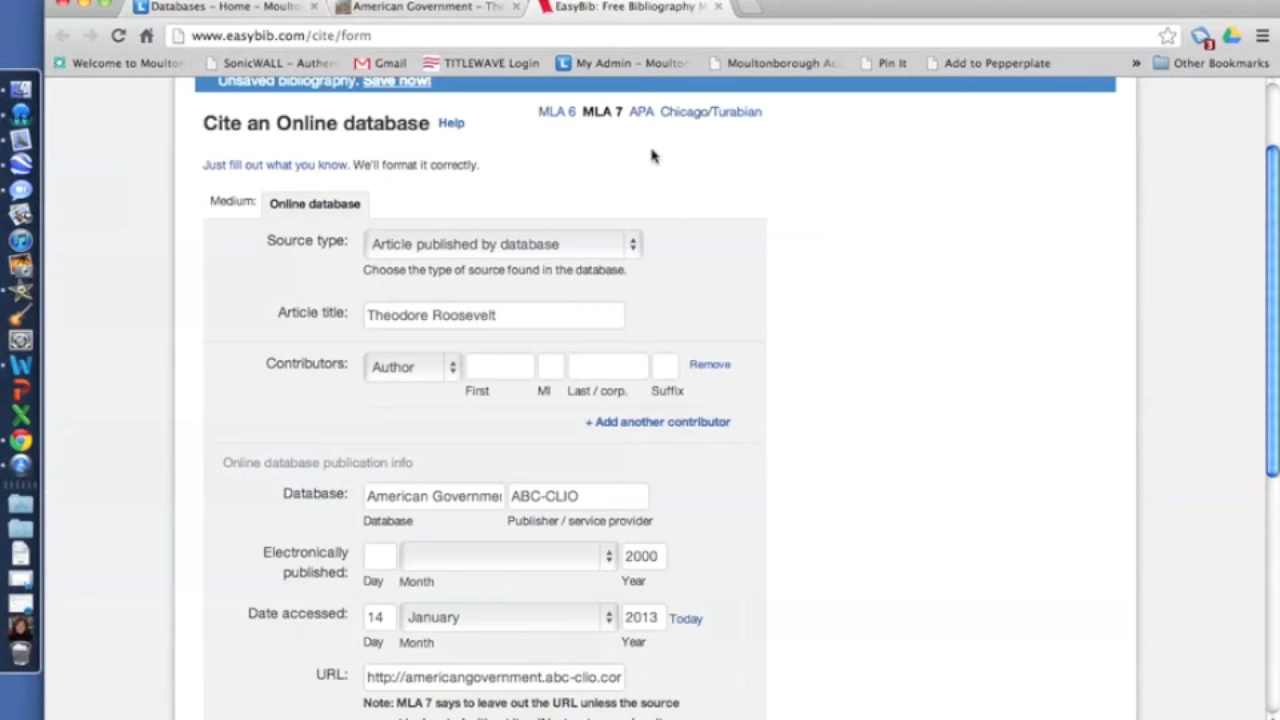 Databases – Home – Moulto
American Government – The
EasyBib: Free Bibliography M
www.easybib.com/cite/form
3
Welcome to Moulto
SonicWALL – Authen
Gmail
TITLEWAVE Login
My Admin – Moulto
Moultonborough Aca
Pin It
Add to Pepperplate
»
Other Bookmarks
Unsaved bibliography. Save now!
MLA 6 MLA 7 APA Chicago/Turabian
Cite an Online database Help
Just fill out what you know. We'll format it correctly.
Medium: Online database
Source type: Article published by database
Choose the type of source found in the database.
Article title: Theodore Roosevelt
Contributors: Author Remove
First MI Last / corp. Suffix
+ Add another contributor
Online database publication info
Database: American Governmen ABC-CLIO
Database Publisher / service provider
Electronically published: 2000
Day Month Year
Date accessed: 14 January 2013 Today
Day Month Year
URL: http://americangovernment.abc-clio.cor
Note: MLA 7 says to leave out the URL unless the source